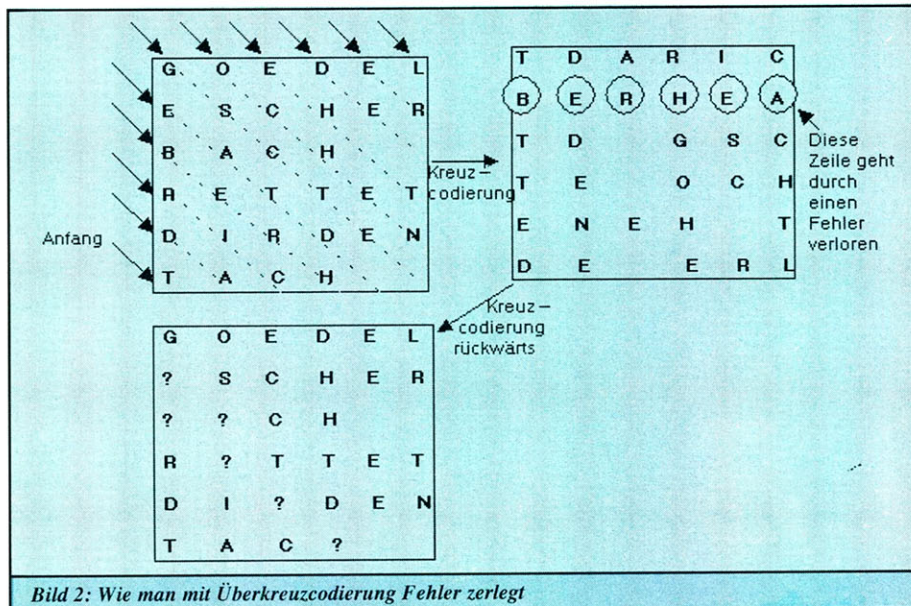 G O E D E L
E S C H E R
B A C H
R E T T E T
D I R D E N
T A C H
Anfang
Kreuz-
codierung
T D A R I C
B E R H E A
T D G S C
T E O C H
E N E H T
D E E R L
Diese
Zeile geht
durch
einen
Fehler
verloren
Kreuz-
codierung
rückwärts
G O E D E L
? S C H E R
? ? C H
R ? T T E T
D I ? D E N
T A C ?
Bild 2: Wie man mit Überkreuzcodierung Fehler zerlegt